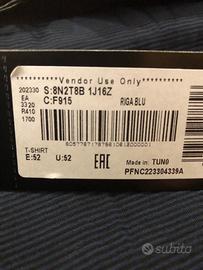 ***Vendor Use Only***
202330
EA
3320
R410
1700
S:8N2T8B 1J16Z
C:F915
RIGA BLU
T-SHIRT
E:52
U:52
EAC
Made in: TUN0
PFNC223304339A
subito